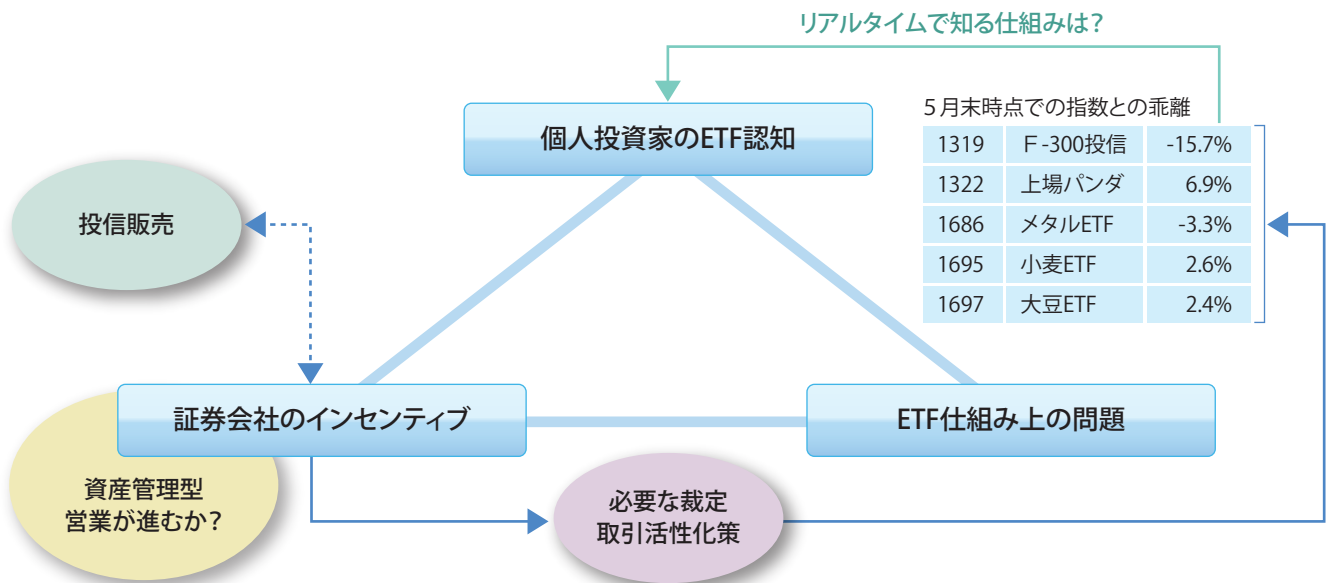 リアルタイムで知る仕組みは?
個人投資家のETF認知
5月末時点での指数との乖離
1319 F-300投信 -15.7%
1322 上場パンダ 6.9%
1686 メタルETF -3.3%
1695 小麦ETF 2.6%
1697 大豆ETF 2.4%
投信販売
証券会社のインセンティブ
ETF仕組み上の問題
資産管理型
営業が進むか?
必要な裁定
取引活性化策